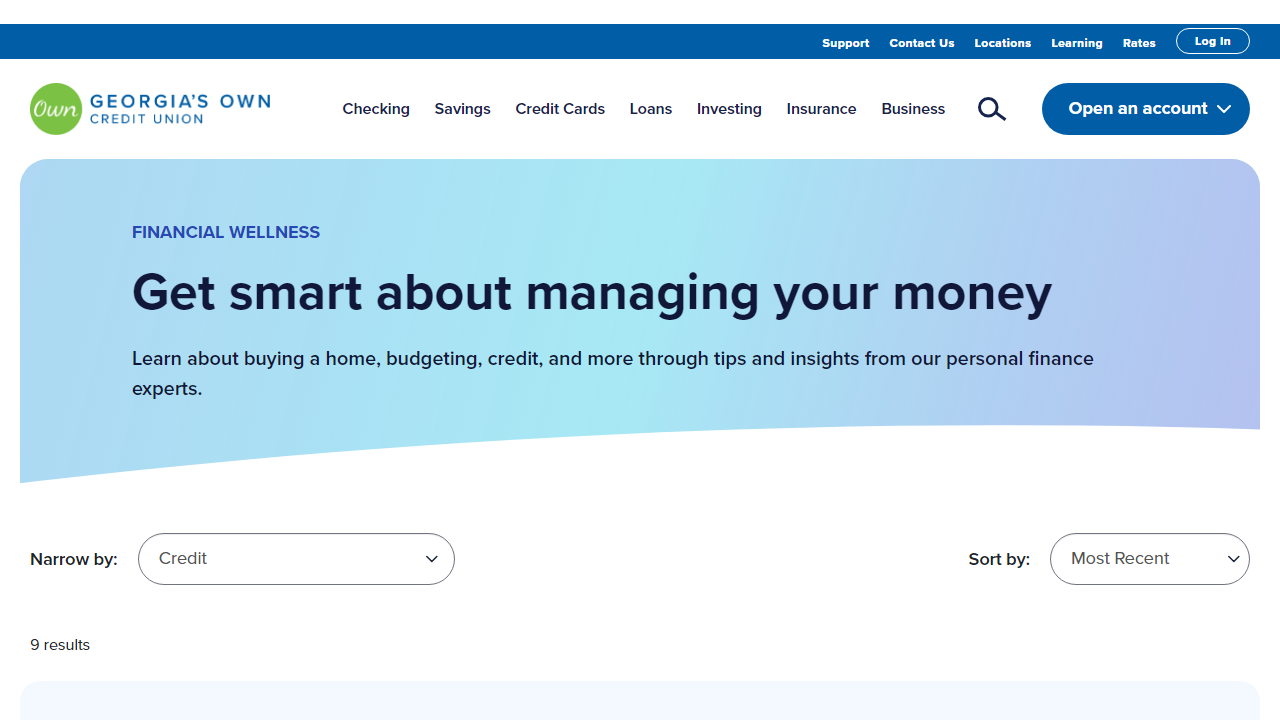 Support Contact Us Locations Learning Rates Log In
Own GEORGIA'S OWN
CREDIT UNION
Checking Savings Credit Cards Loans Investing Insurance Business Open an account
FINANCIAL WELLNESS
Get smart about managing your money
Learn about buying a home, budgeting, credit, and more through tips and insights from our personal finance
experts.
Narrow by: Credit Sort by: Most Recent
9 results